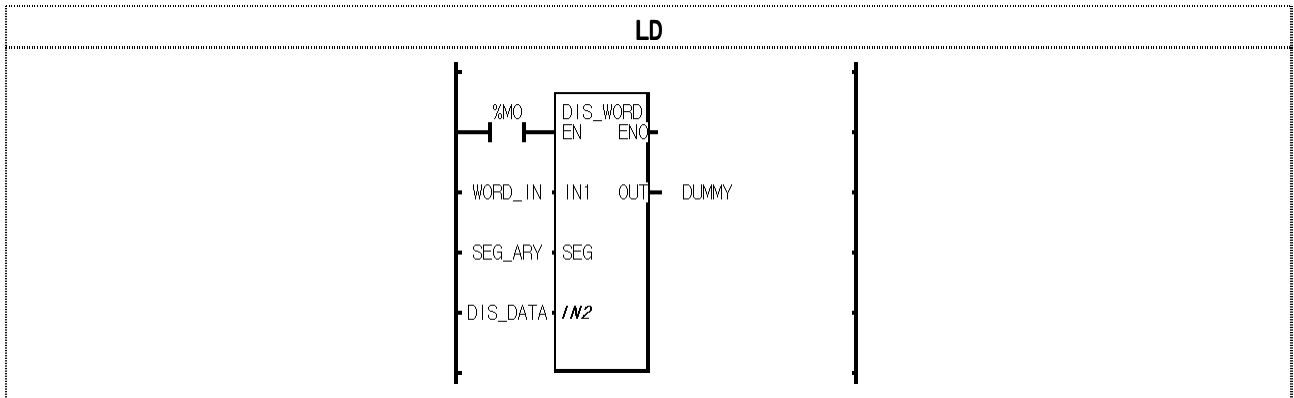 LD
%M0 DIS_WORD
EN ENO
WORD_IN IN1 OUT DUMMY
SEG_ARY SEG
DIS_DATA IN2